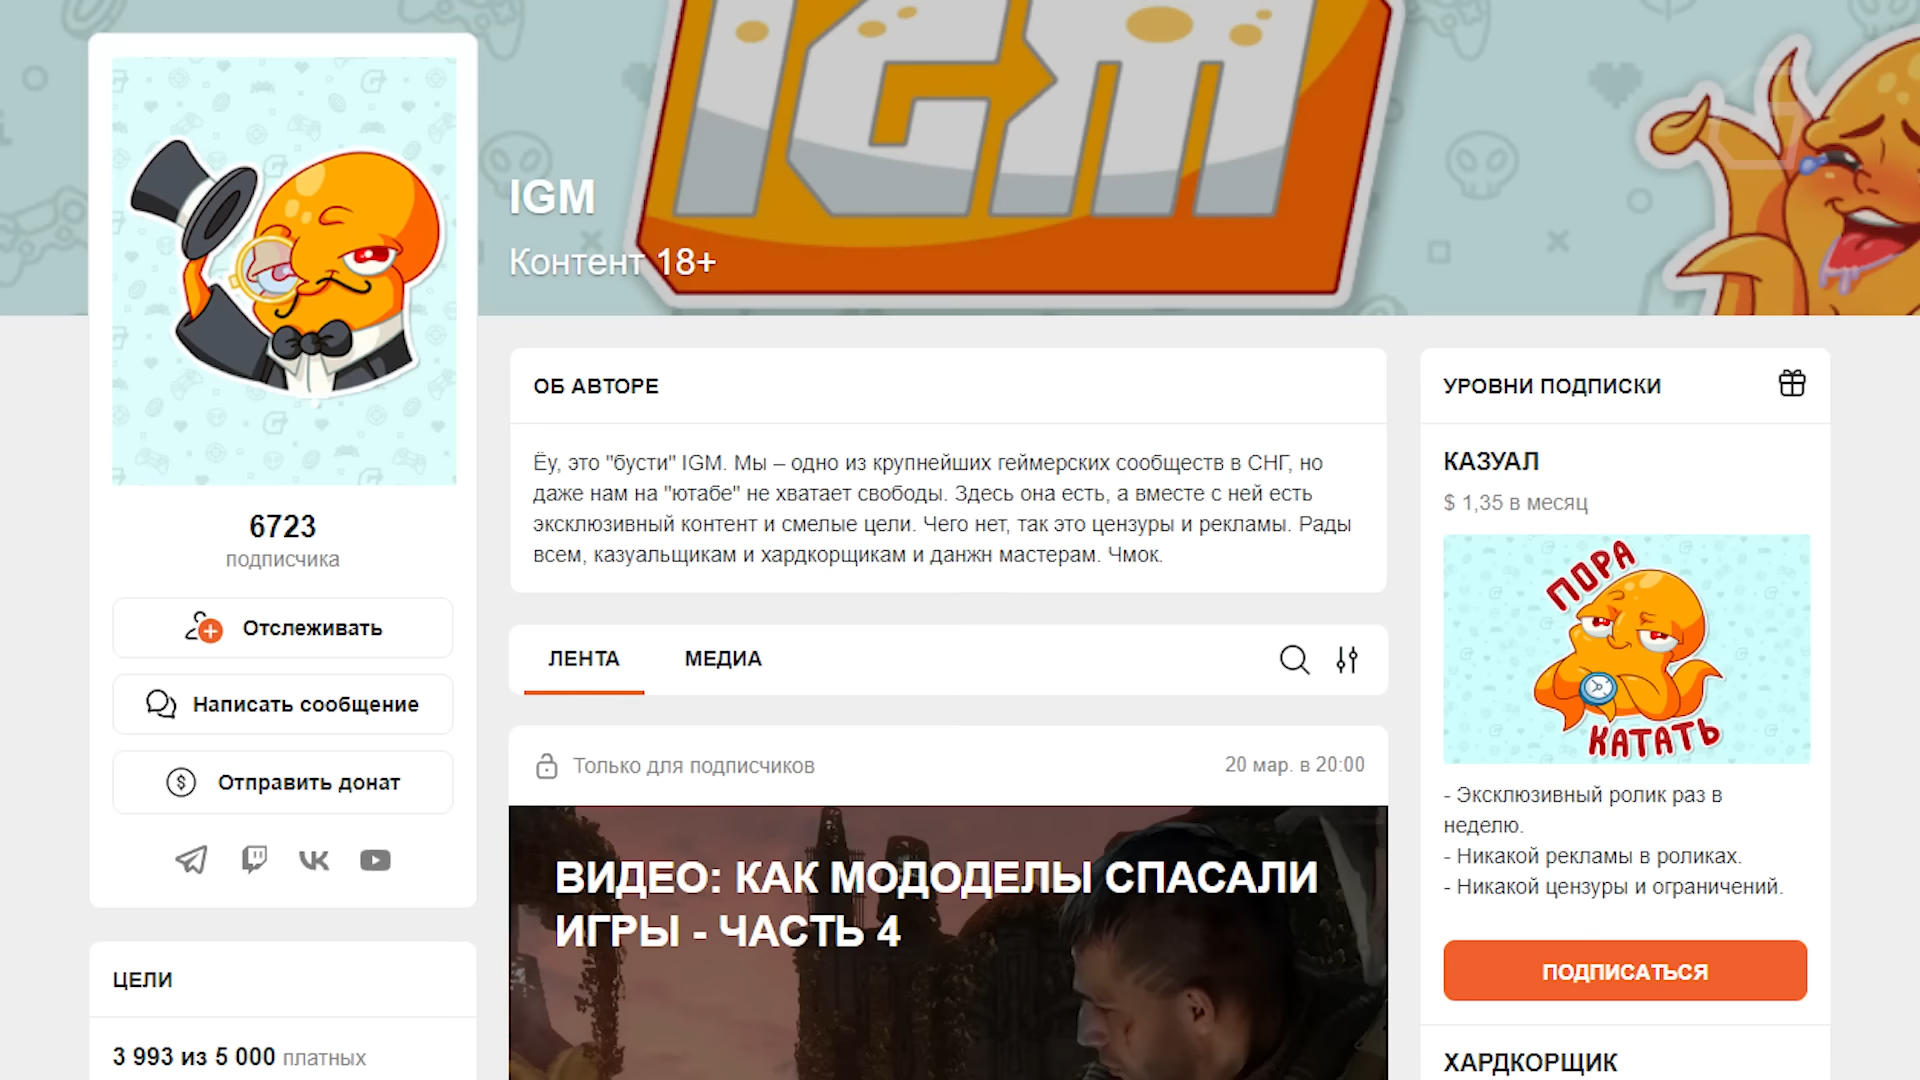 IGM
IGM
Контент 18+
6723
подписчика
Отслеживать
Написать сообщение
Отправить донат
ЦЕЛИ
3 993 из 5 000 платных
ОБ АВТОРЕ
Ёу, это "бусти" IGM. Мы – одно из крупнейших геймерских сообществ в СНГ, но
даже нам на "ютабе" не хватает свободы. Здесь она есть, а вместе с ней есть
эксклюзивный контент и смелые цели. Чего нет, так это цензуры и рекламы. Рады
всем, казуальщикам и хардкорщикам и данжн мастерам. Чмок.
ЛЕНТА МЕДИА
Только для подписчиков 20 мар. в 20:00
ВИДЕО: КАК МОДОДЕЛЫ СПАСАЛИ
ИГРЫ - ЧАСТЬ 4
УРОВНИ ПОДПИСКИ
КАЗУАЛ
$ 1,35 в месяц
ПОРА
КАТАТЬ
- Эксклюзивный ролик раз в
неделю.
- Никакой рекламы в роликах.
- Никакой цензуры и ограничений.
ПОДПИСАТЬСЯ
ХАРДКОРЩИК